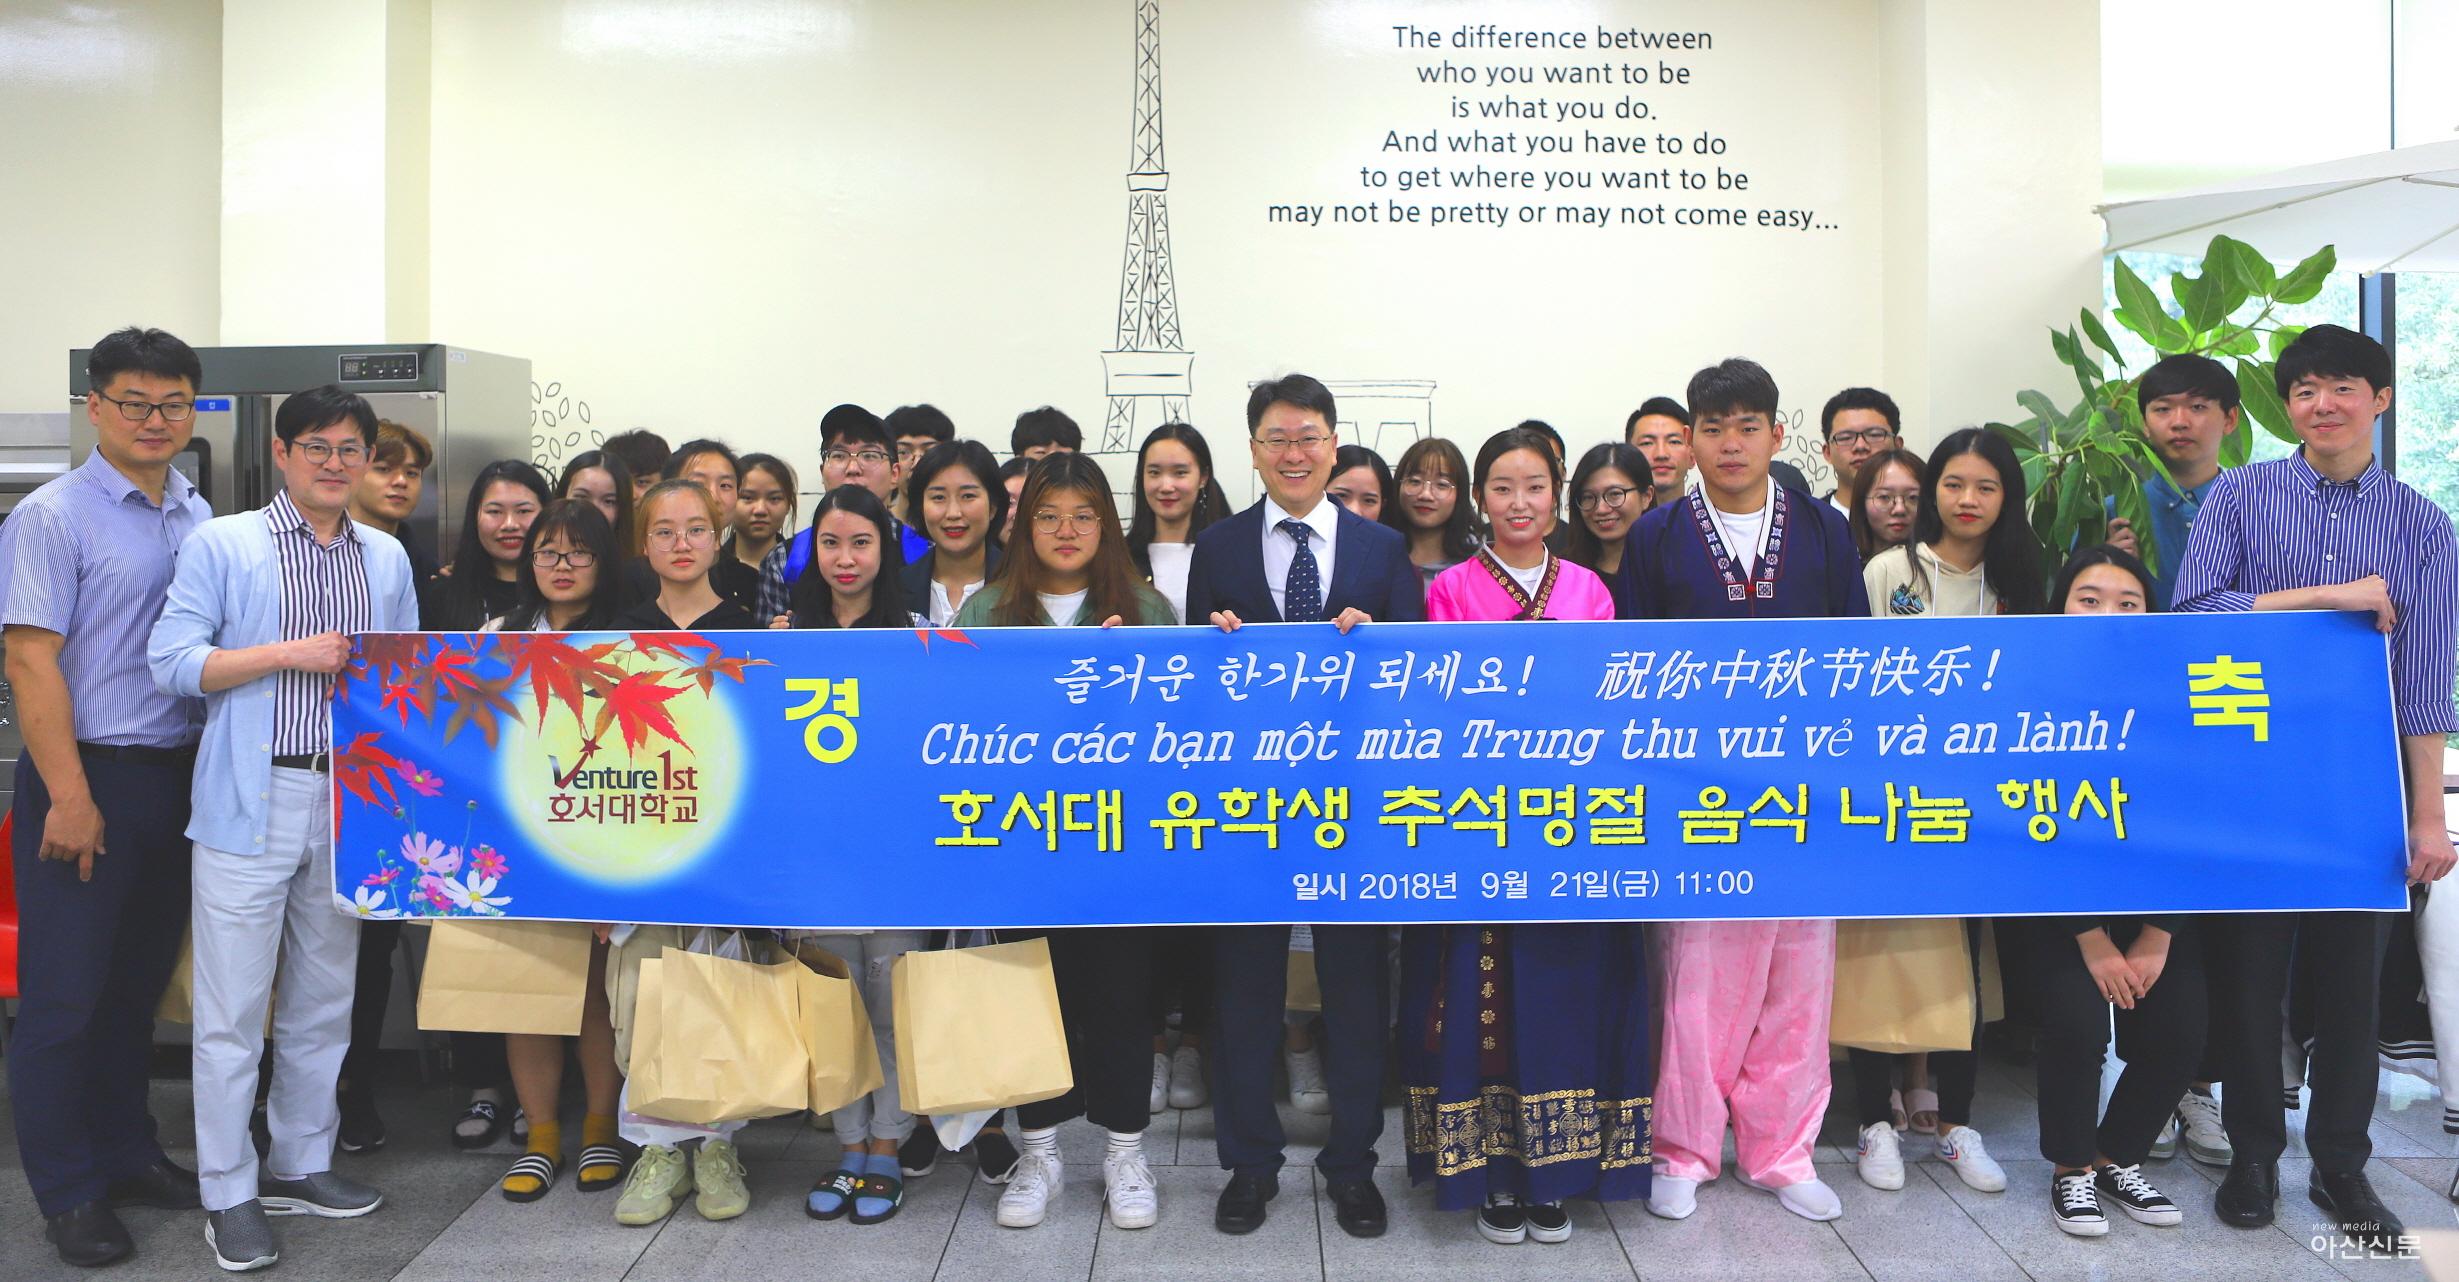 The difference between
who you want to be
is what you do.
And what you have to do
to get where you want to be
may not be pretty or may not come easy...
즐거운 한가위 되세요! 祝你中秋节快乐!
경 축
Chúc các bạn một mùa Trung thu vui vẻ và an lành!
Venture 1st
호서대학교
호서대 유학생 추석명절 음식 나눔 행사
일시 2018년 9월 21일(금) 11:00
new media
아산신문